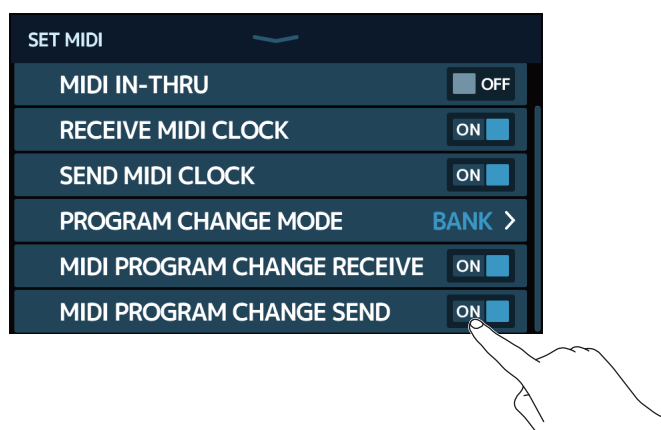 SET MIDI
MIDI IN-THRU OFF
RECEIVE MIDI CLOCK ON
SEND MIDI CLOCK ON
PROGRAM CHANGE MODE BANK >
MIDI PROGRAM CHANGE RECEIVE ON
MIDI PROGRAM CHANGE SEND ON